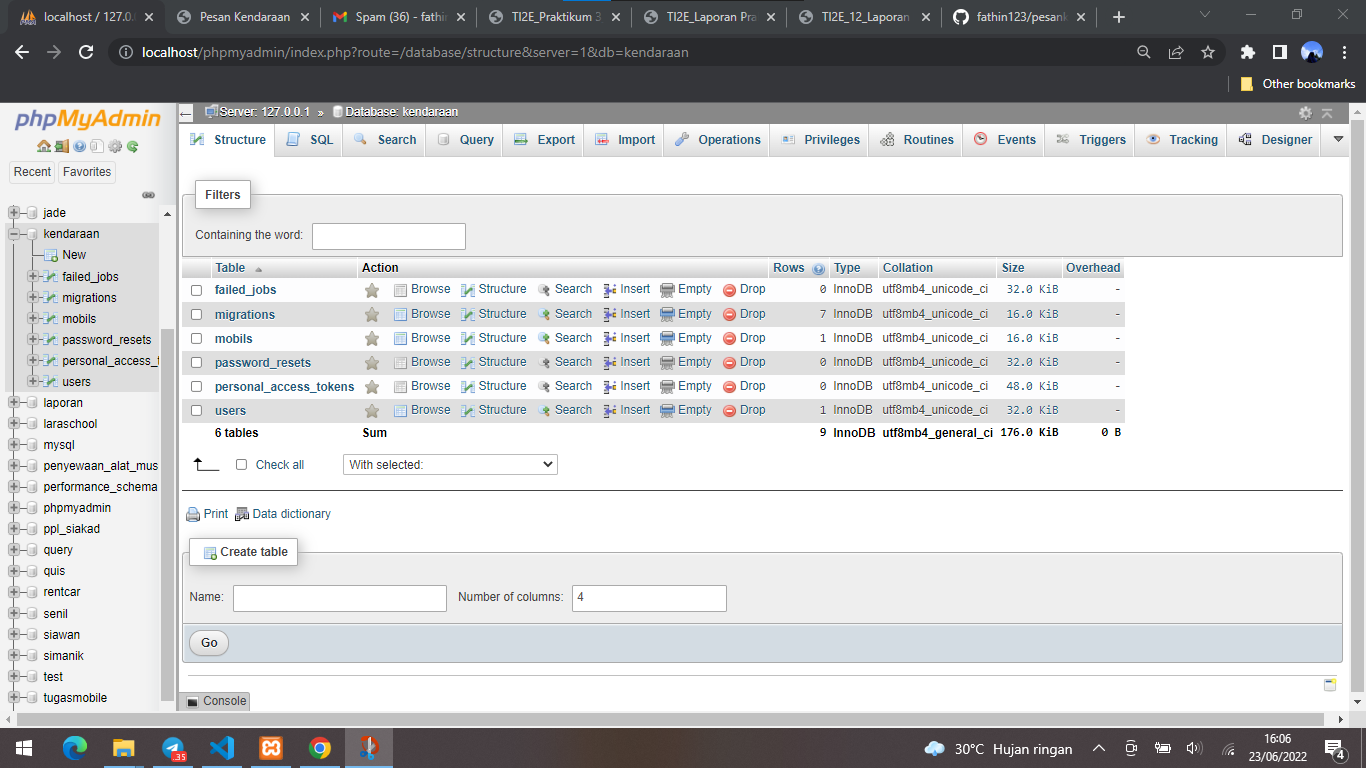 localhost / 127.0.
Pesan Kendaraan
Spam (36) - fathin
TI2E_Praktikum 3
TI2E_Laporan Pra
TI2E_12_Laporan
fathin123/pesank
localhost/phpmyadmin/index.php?route=/database/structure&server=1&db=kendaraan
Other bookmarks
phpMyAdmin
Recent Favorites
jade
kendaraan
New
failed_jobs
migrations
mobils
password_resets
personal_access_t
users
laporan
laraschool
mysql
penyewaan_alat_mus
performance_schema
phpmyadmin
ppl_siakad
query
quis
rentcar
senil
siawan
simanik
test
tugasmobile
Server: 127.0.0.1 » Database: kendaraan
Structure SQL Search Query Export Import Operations Privileges Routines Events Triggers Tracking Designer
Filters
Containing the word:
Table Action Rows Type Collation Size Overhead
failed_jobs Browse Structure Search Insert Empty Drop 0 InnoDB utf8mb4_unicode_ci 32.0 KiB -
migrations Browse Structure Search Insert Empty Drop 7 InnoDB utf8mb4_unicode_ci 16.0 KiB -
mobils Browse Structure Search Insert Empty Drop 1 InnoDB utf8mb4_unicode_ci 16.0 KiB -
password_resets Browse Structure Search Insert Empty Drop 0 InnoDB utf8mb4_unicode_ci 32.0 KiB -
personal_access_tokens Browse Structure Search Insert Empty Drop 0 InnoDB utf8mb4_unicode_ci 48.0 KiB -
users Browse Structure Search Insert Empty Drop 1 InnoDB utf8mb4_unicode_ci 32.0 KiB -
6 tables Sum 9 InnoDB utf8mb4_general_ci 176.0 KiB 0 B
Check all With selected:
Print Data dictionary
Create table
Name: Number of columns: 4
Go
Console
.35
30°C Hujan ringan
16:06
23/06/2022
4